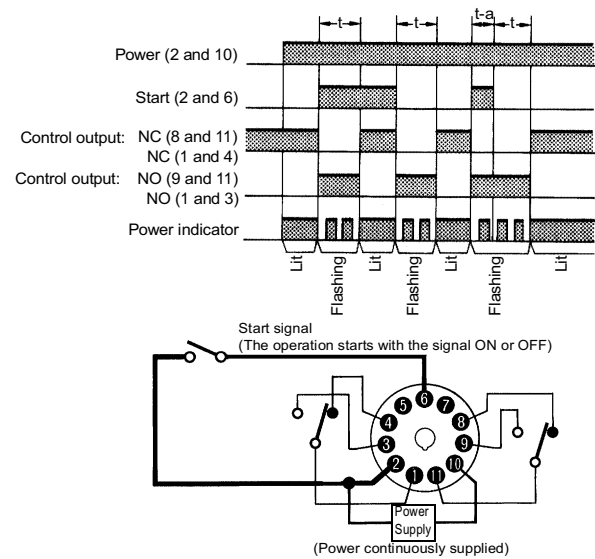 t-a
t t t
Power (2 and 10)
Start (2 and 6)
Control output: NC (8 and 11)
NC (1 and 4)
Control output: NO (9 and 11)
NO (1 and 3)
Power indicator
Lit Flashing Lit Flashing Lit Flashing Lit
Start signal
(The operation starts with the signal ON or OFF)
5 6 7
4 8
3 9
2 10
1 11
Power
Supply
(Power continuously supplied)